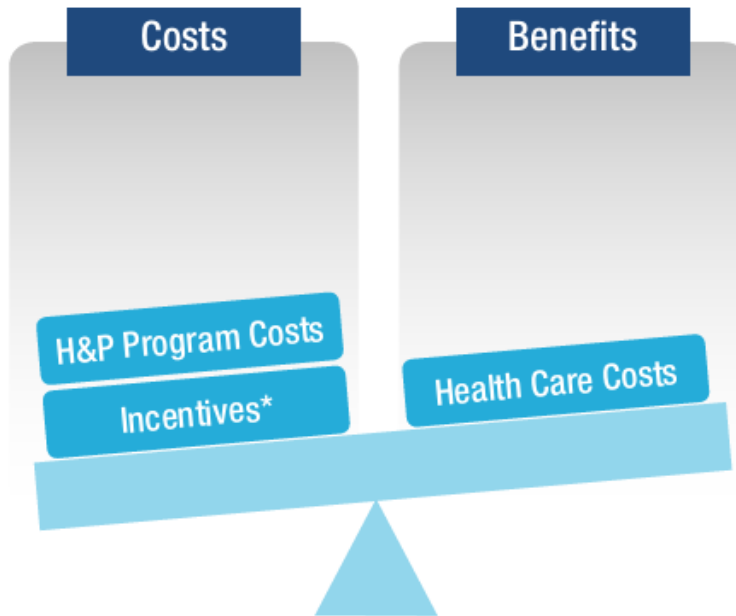 Costs
Benefits
H&P Program Costs
Incentives*
Health Care Costs